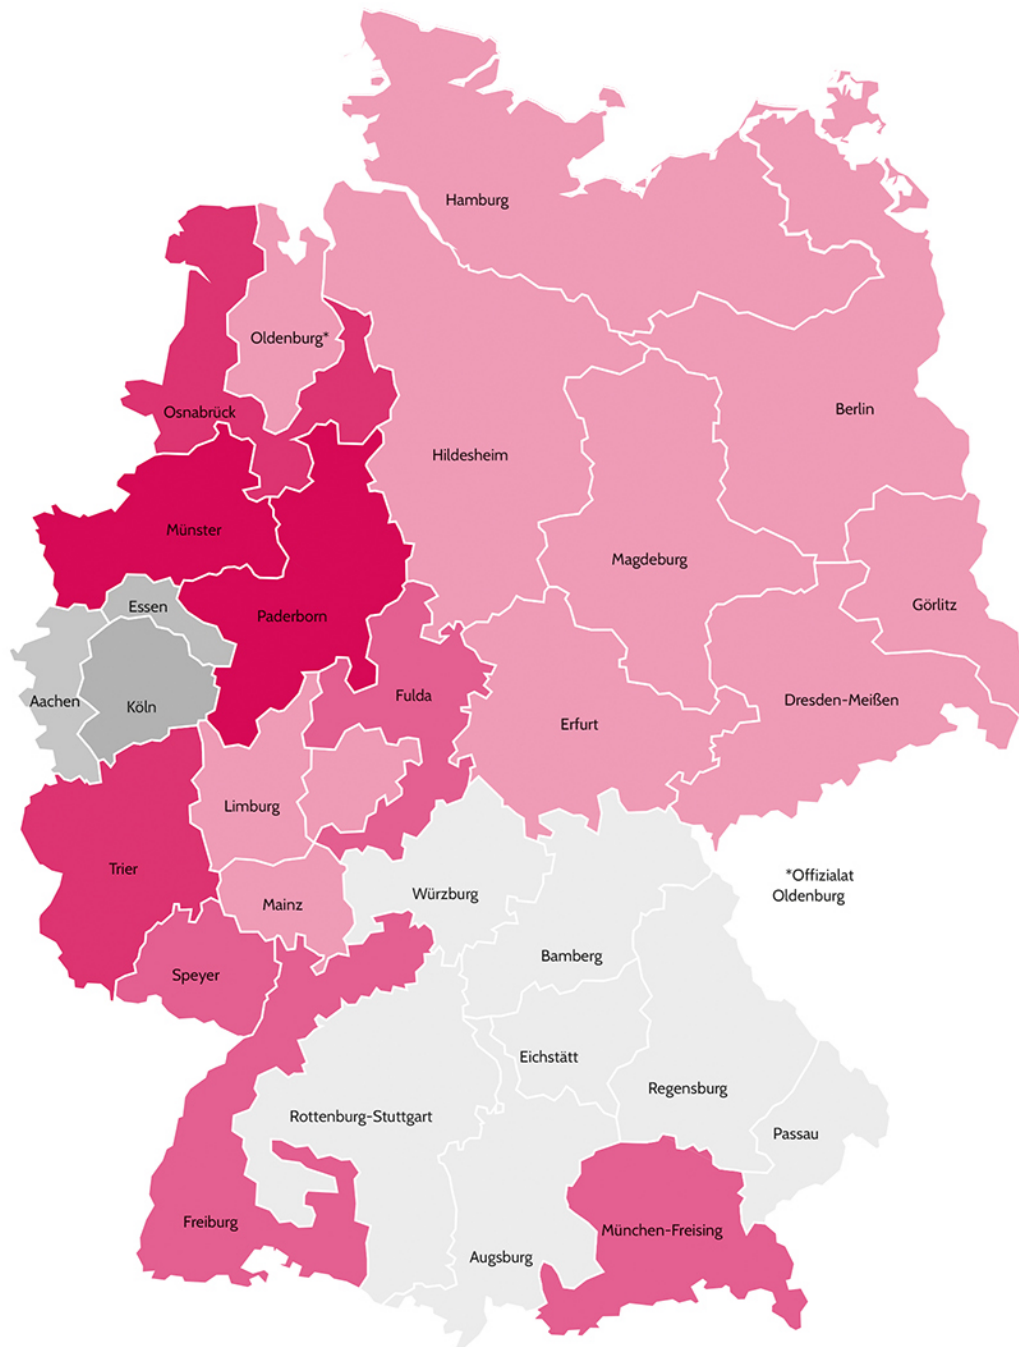 Hamburg
Oldenburg*
Berlin
Osnabrück
Hildesheim
Münster
Magdeburg
Essen
Görlitz
Paderborn
Fulda
Aachen
Köln
Dresden-Meißen
Erfurt
Limburg
Trier
*Offizialat
Oldenburg
Würzburg
Mainz
Bamberg
Speyer
Eichstätt
Regensburg
Rottenburg-Stuttgart
Passau
Freiburg
München-Freising
Augsburg